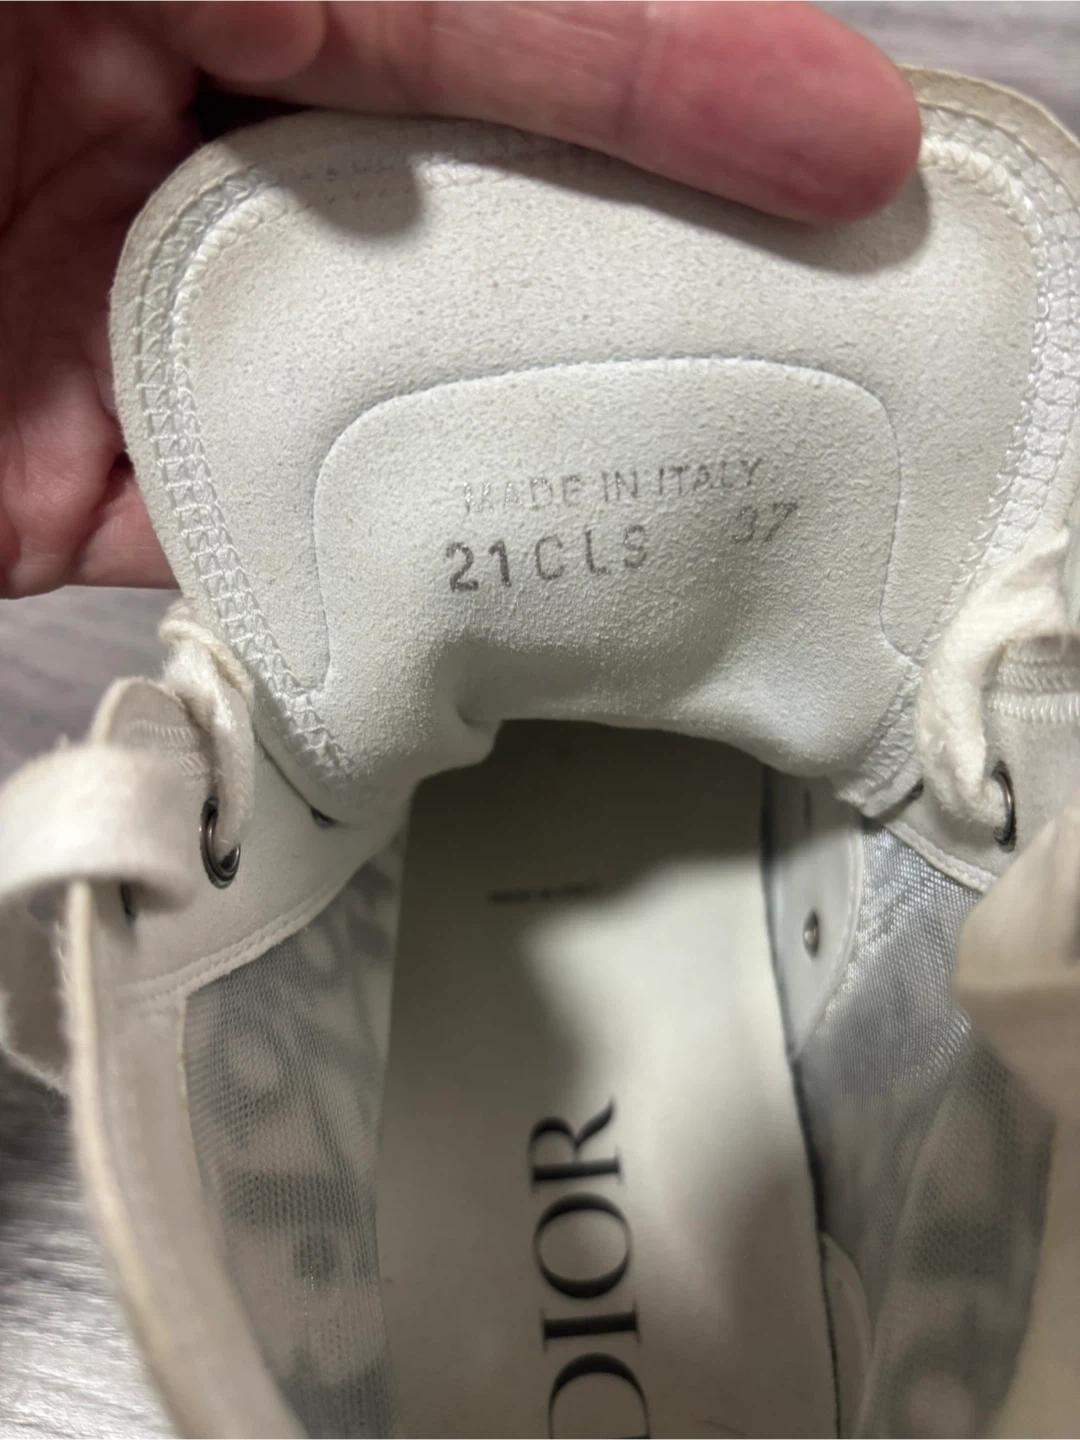 MADE IN ITALY
21CLS 37
DIOR